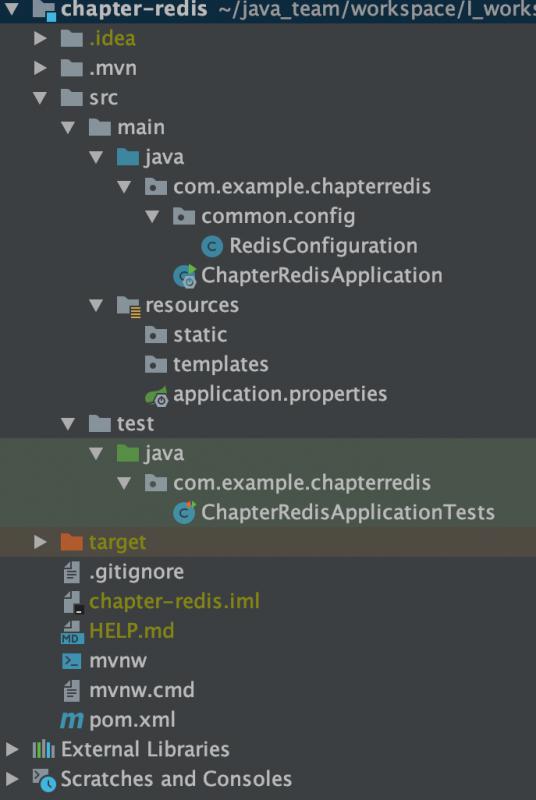 chapter-redis ~/java_team/workspace/I_works
.idea
.mvn
src
main
java
com.example.chapterredis
common.config
RedisConfiguration
ChapterRedisApplication
resources
static
templates
application.properties
test
java
com.example.chapterredis
ChapterRedisApplicationTests
target
.gitignore
chapter-redis.iml
HELP.md
mvnw
mvnw.cmd
pom.xml
External Libraries
Scratches and Consoles